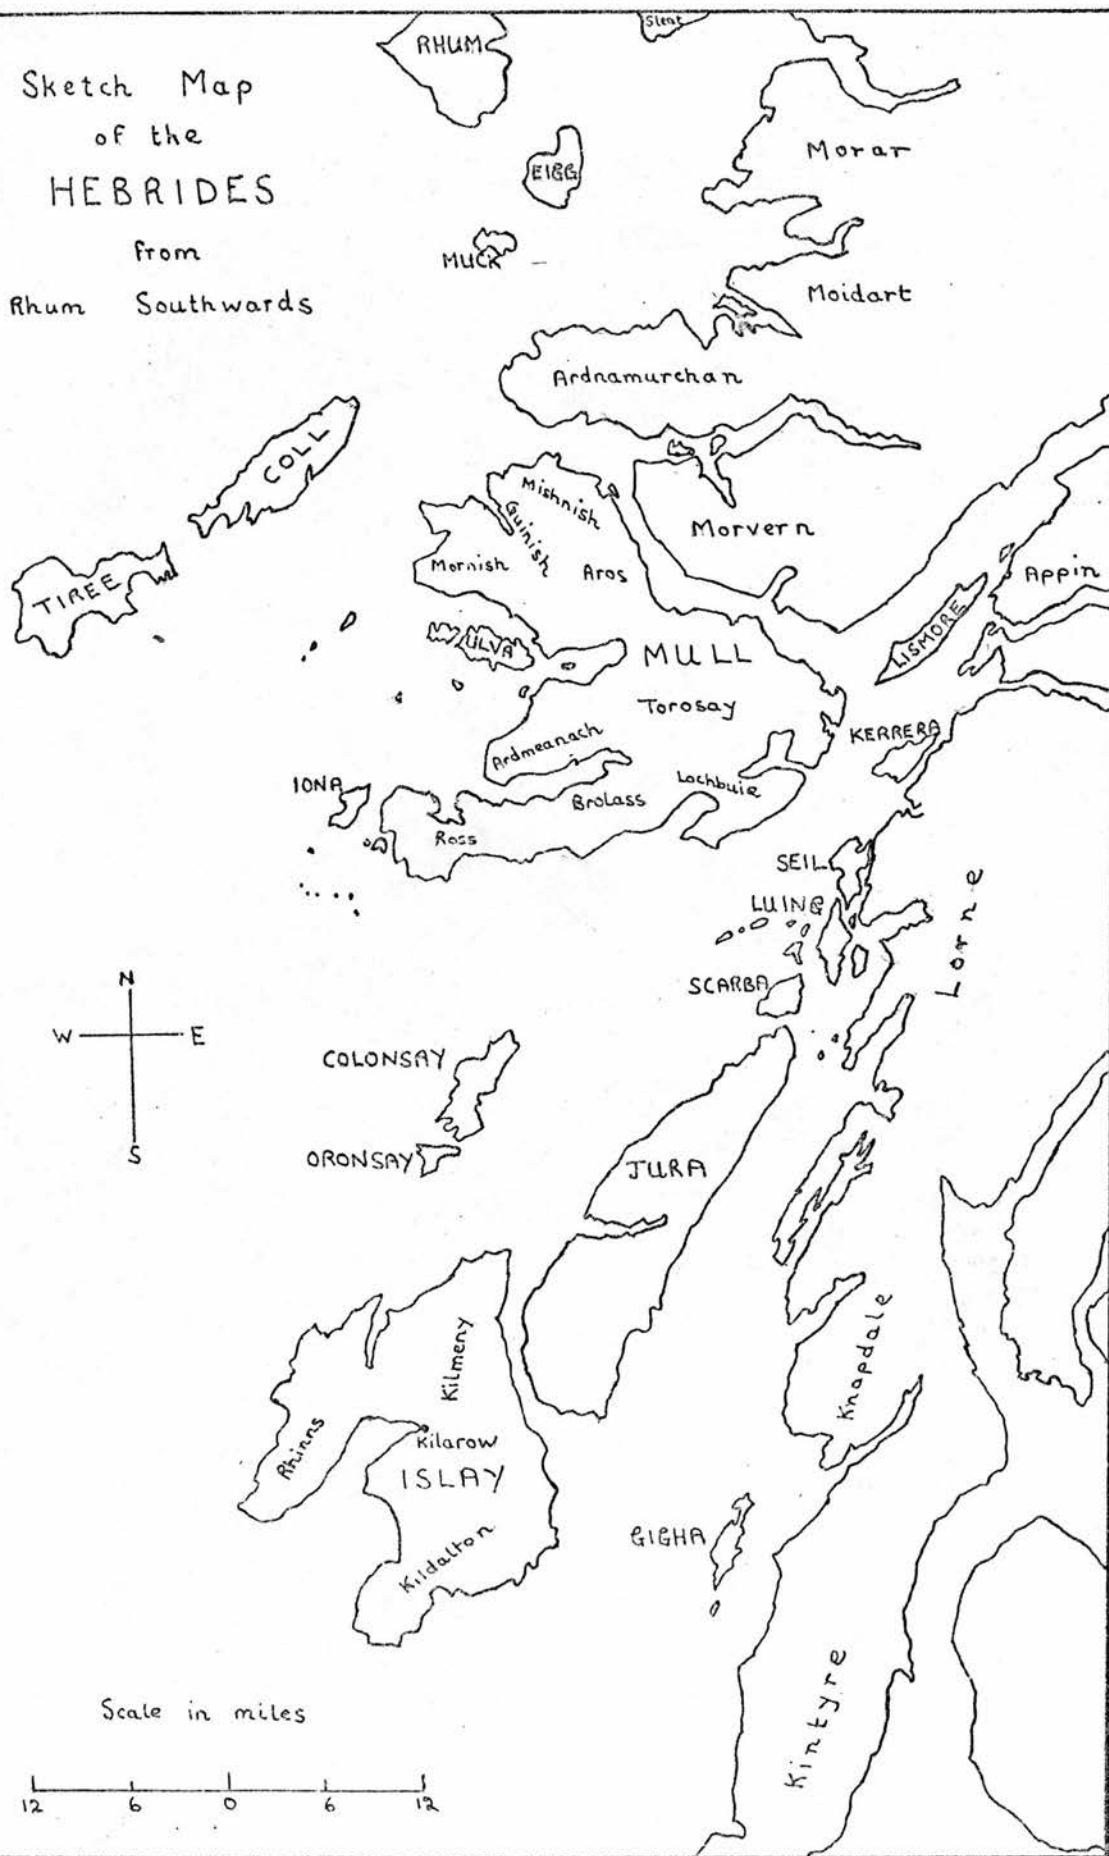 Sketch Map
of the
HEBRIDES
from
Rhum Southwards
RHUM
Sleat
EIGG
Morar
MUCK
Moidart
Ardnamurchan
COLL
Mishnish
Guinish
Mornish
Aros
Morvern
TIREE
Appin
LISMORE
ULVA
MULL
Torosay
KERRERA
Ardmeanach
IONA
Lochbuie
Brolass
Ross
SEIL
LUING
Lorne
SCARBA
N
W E
S
COLONSAY
ORONSAY
JURA
Kilmeny
Knapdale
Rhinns
Kilarow
ISLAY
GIGHA
Kildalton
Kintyre
Scale in miles
12 6 0 6 12